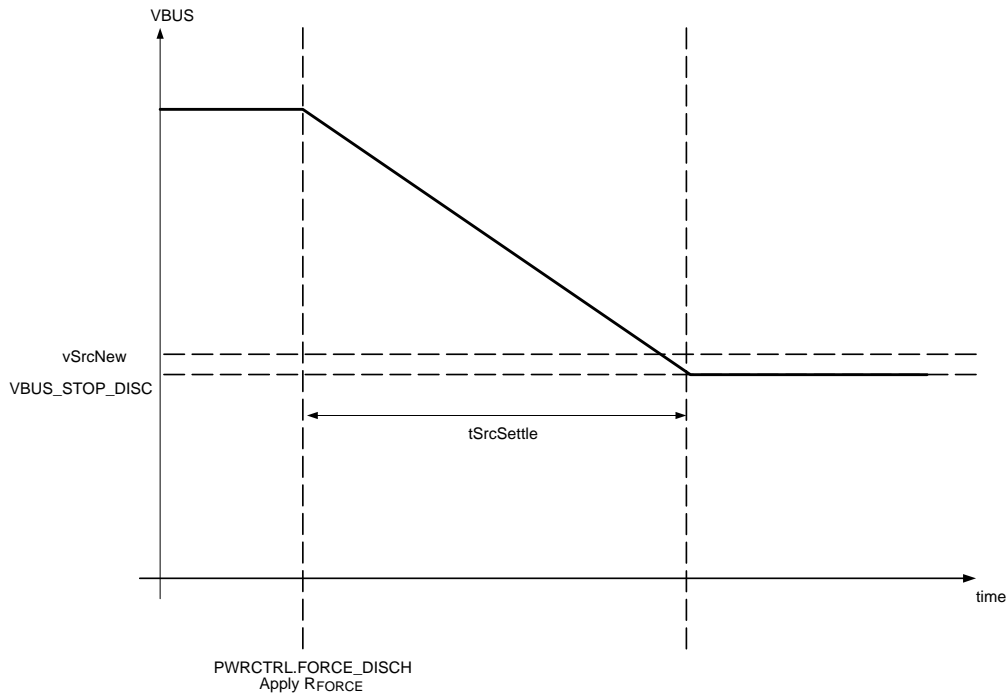 VBUS
vSrcNew
VBUS_STOP_DISC
tSrcSettle
time
PWRCTRL.FORCE_DISCH
Apply RFORCE